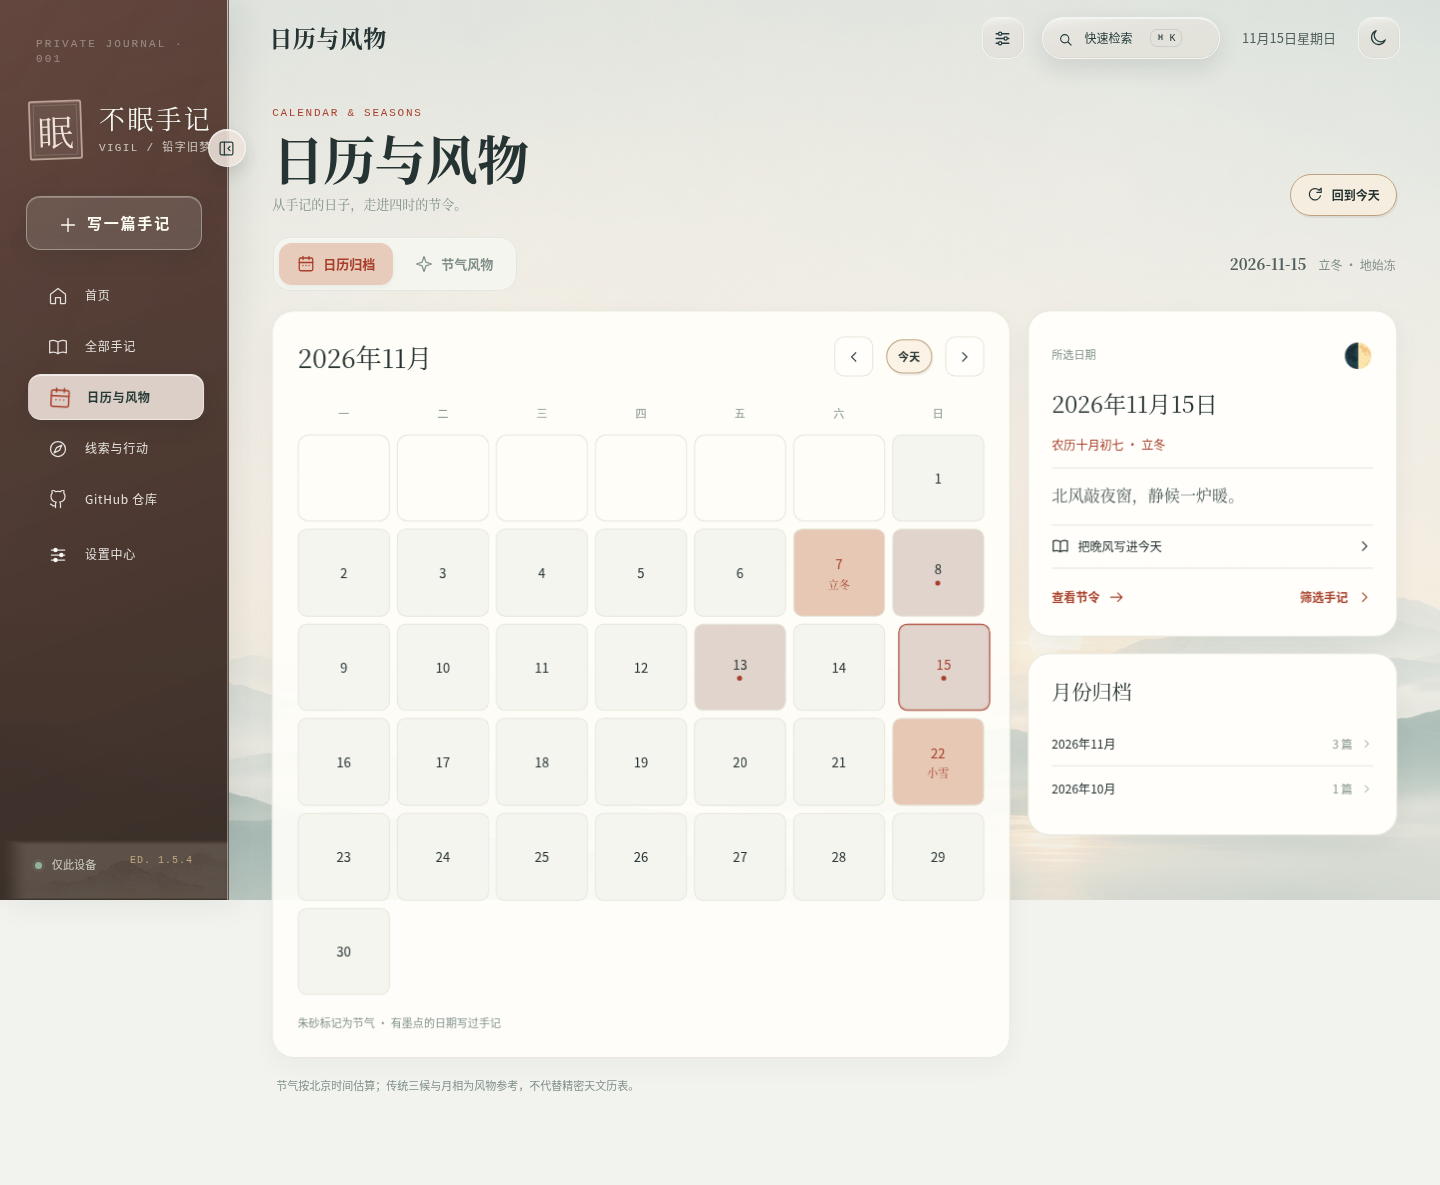 PRIVATE JOURNAL ·
001
眠
不眠手记
VIGIL / 铅字旧梦
写一篇手记
首页
全部手记
日历与风物
线索与行动
GitHub 仓库
设置中心
仅此设备
ED. 1.5.4
日历与风物
快速检索
⌘ K
11月15日星期日
CALENDAR & SEASONS
日历与风物
从手记的日子，走进四时的节令。
回到今天
日历归档
节气风物
2026-11-15
立冬 · 地始冻
2026年11月
今天
一 二 三 四 五 六 日
1
2 3 4 5 6 7 8
立冬
9 10 11 12 13 14 15
16 17 18 19 20 21 22
小雪
23 24 25 26 27 28 29
30
朱砂标记为节气 · 有墨点的日期写过手记
所选日期
2026年11月15日
农历十月初七 · 立冬
北风敲夜窗，静候一炉暖。
把晚风写进今天
查看节令
筛选手记
月份归档
2026年11月
3 篇
2026年10月
1 篇
节气按北京时间估算；传统三候与月相为风物参考，不代替精密天文历表。